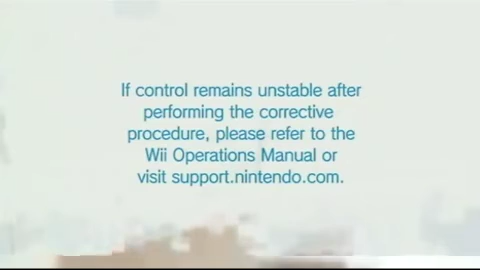 If control remains unstable after
performing the corrective
procedure, please refer to the
Wii Operations Manual or
visit support.nintendo.com.